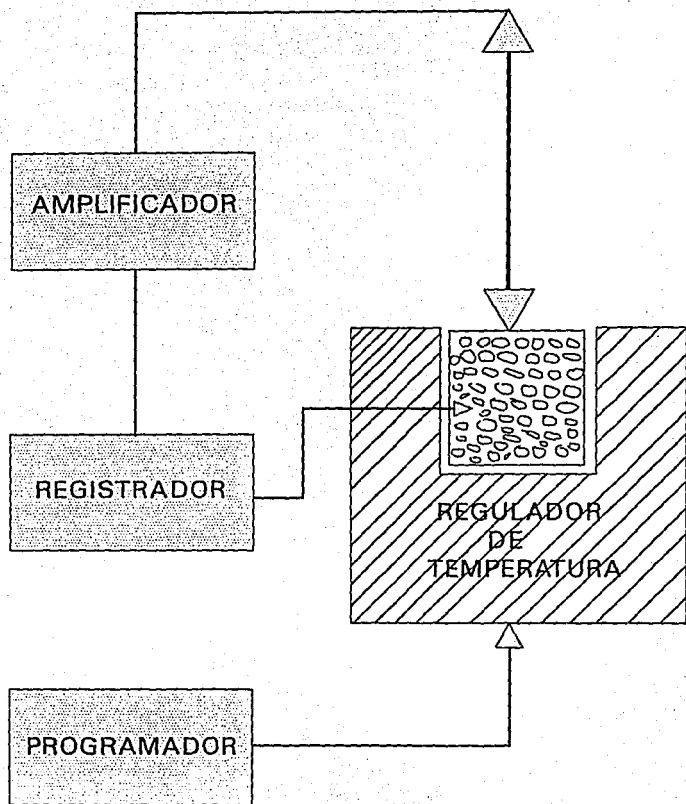 AMPLIFICADOR
REGISTRADOR
REGULADOR
DE
TEMPERATURA
PROGRAMADOR